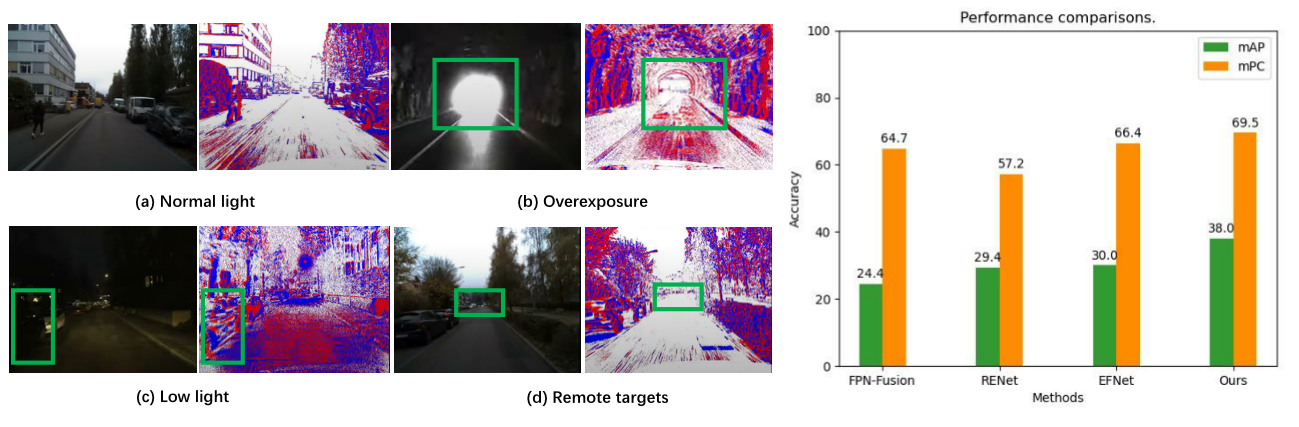 (a) Normal light
(b) Overexposure
(c) Low light
(d) Remote targets
Performance comparisons.
mAP
mPC
Accuracy
100
80
60
40
20
0
24.4
64.7
29.4
57.2
30.0
66.4
38.0
69.5
FPN-Fusion
RENet
EFNet
Ours
Methods